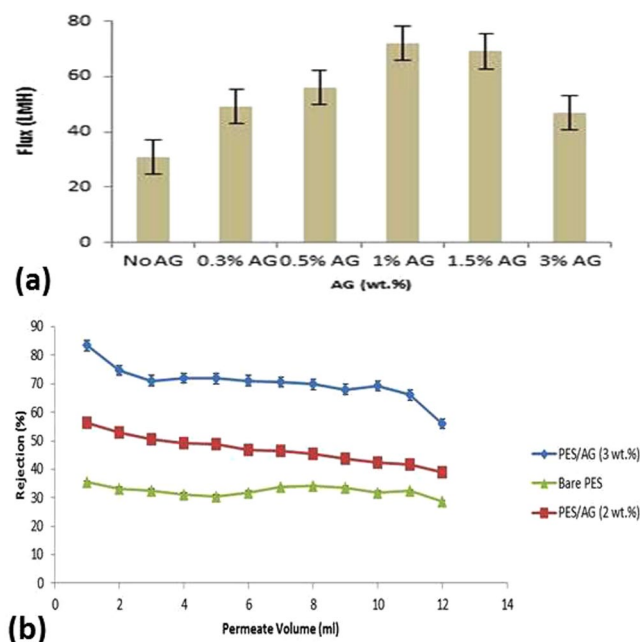 80
60
40
20
0
Flux (LMH)
No AG 0.3% AG 0.5% AG 1% AG 1.5% AG 3% AG
AG (wt.%)
(a)
90
80
70
60
50
40
30
20
10
0
Rejection (%)
0 2 4 6 8 10 12 14
Permeate Volume (ml)
PES/AG (3 wt.%)
Bare PES
PES/AG (2 wt.%)
(b)